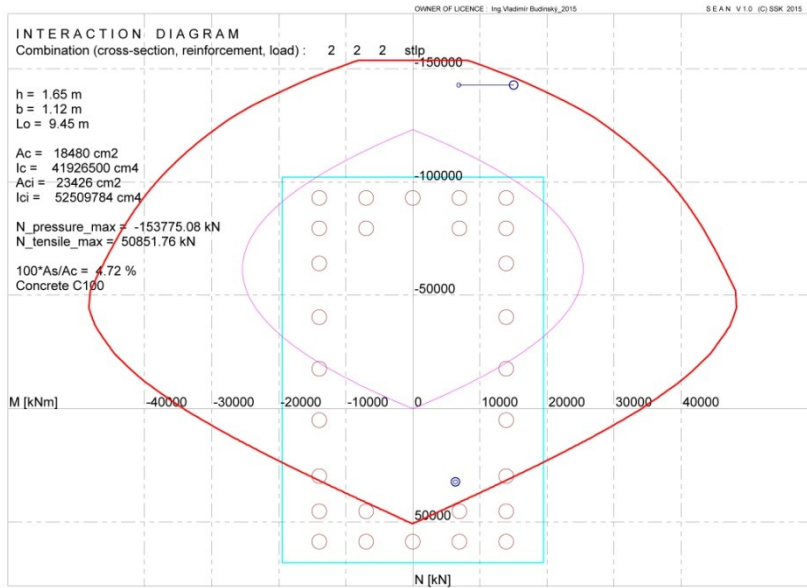 OWNER OF LICENCE : Ing Vladimír Budinský_2015 S E A N V 1.0 (C) SSK 2015
INTERACTION DIAGRAM
Combination (cross-section, reinforcement, load) : 2 2 2 stlp
-150000
h = 1.65 m
b = 1.12 m
Lo = 9.45 m
Ac = 18480 cm2
Ic = 41926500 cm4
Aci = 23426 cm2
Ici = 52509784 cm4
-100000
N_pressure_max = -153775.08 kN
N_tensile_max = 50851.76 kN
100*As/Ac = 4.72 %
Concrete C100
-50000
M [kNm] -40000 -30000 -20000 -10000 0 10000 20000 30000 40000
50000
N [kN]